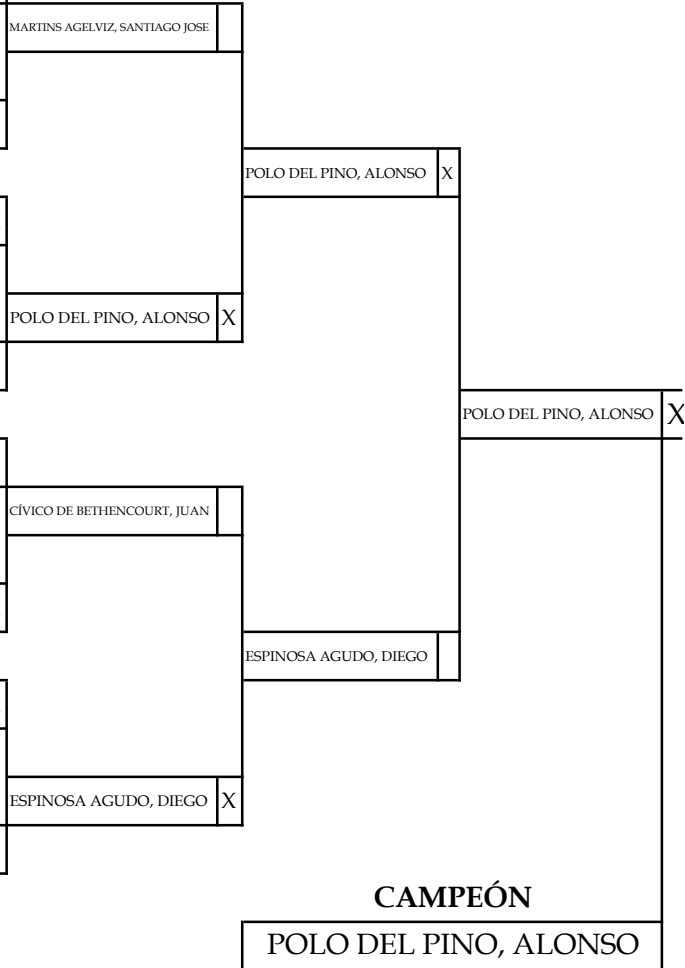 MARTINS AGELVIZ, SANTIAGO JOSE
POLO DEL PINO, ALONSO X
POLO DEL PINO, ALONSO X
POLO DEL PINO, ALONSO X
CÍVICO DE BETHENCOURT, JUAN
ESPINOSA AGUDO, DIEGO
ESPINOSA AGUDO, DIEGO X
CAMPEÓN
POLO DEL PINO, ALONSO